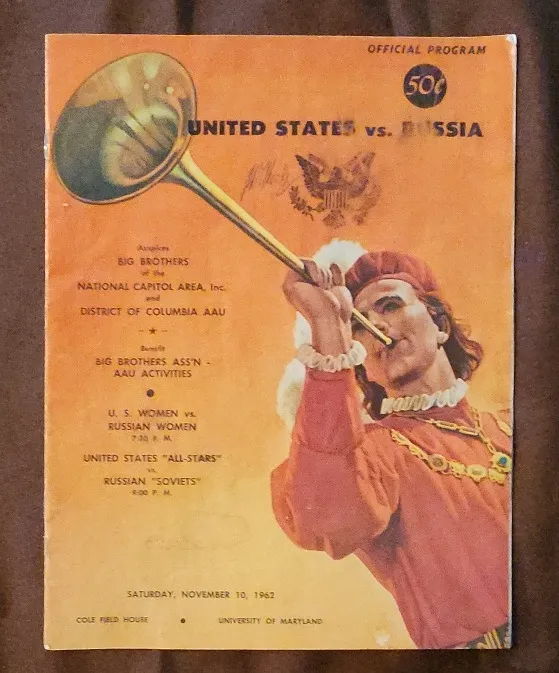 OFFICIAL PROGRAM
50¢
UNITED STATES vs. RUSSIA
Auspices
BIG BROTHERS
of the
NATIONAL CAPITOL AREA, Inc.
and
DISTRICT OF COLUMBIA AAU
Benefit
BIG BROTHERS ASS'N -
AAU ACTIVITIES
U. S. WOMEN vs.
RUSSIAN WOMEN
7:30 P. M.
UNITED STATES "ALL-STARS"
vs.
RUSSIAN "SOVIETS"
9:00 P. M.
SATURDAY, NOVEMBER 10, 1962
COLE FIELD HOUSE • UNIVERSITY OF MARYLAND